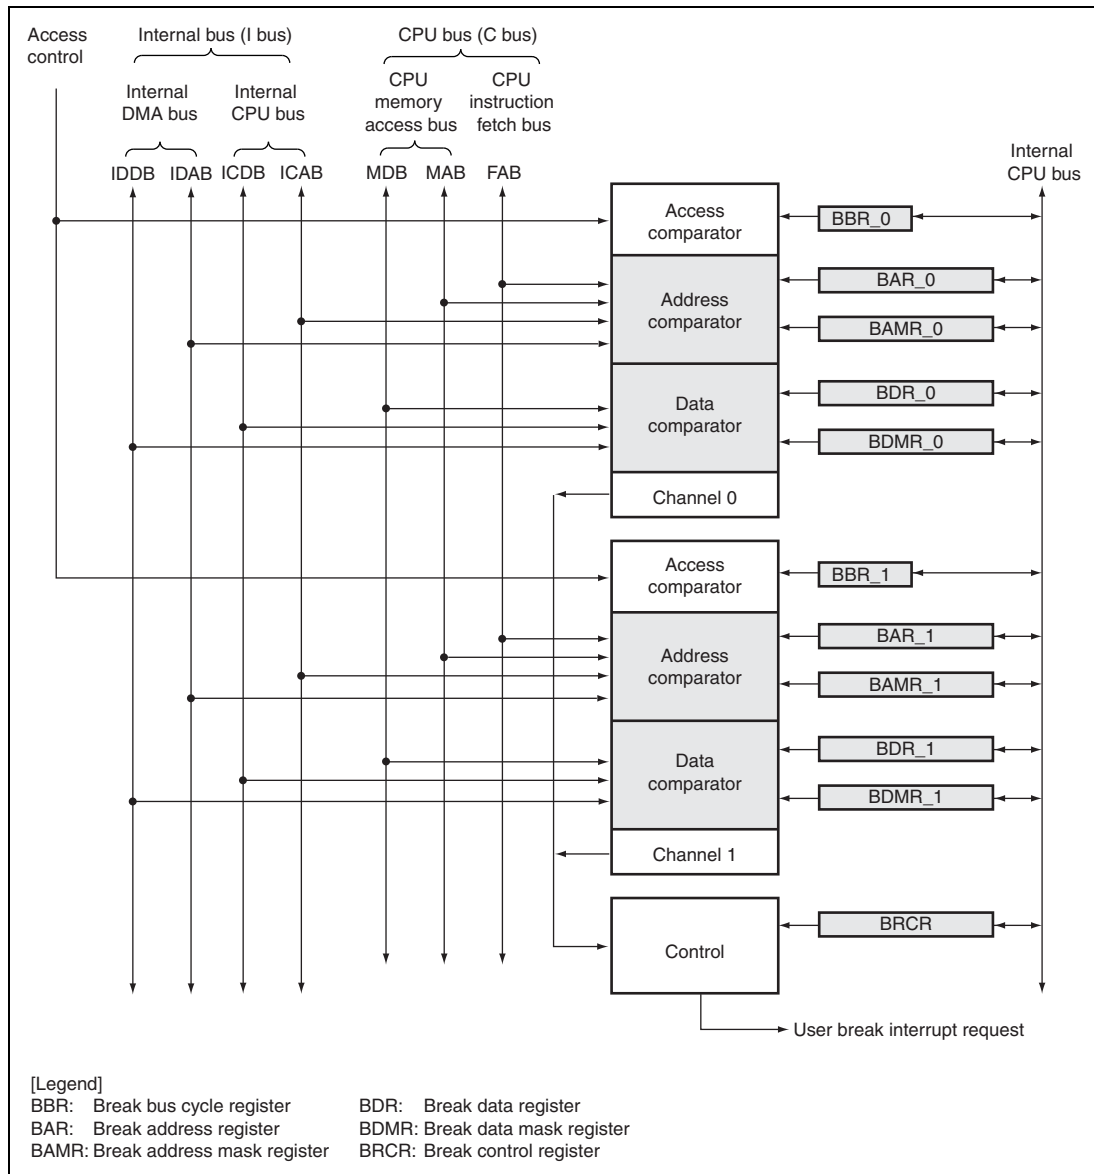 Access control
Internal bus (I bus)
CPU bus (C bus)
Internal DMA bus
Internal CPU bus
CPU memory access bus
CPU instruction fetch bus
IDDB IDAB ICDB ICAB MDB MAB FAB
Internal CPU bus
Access comparator
BBR_0
Address comparator
BAR_0
BAMR_0
Data comparator
BDR_0
BDMR_0
Channel 0
Access comparator
BBR_1
Address comparator
BAR_1
BAMR_1
Data comparator
BDR_1
BDMR_1
Channel 1
Control
BRCR
User break interrupt request
[Legend]
BBR: Break bus cycle register
BAR: Break address register
BAMR: Break address mask register
BDR: Break data register
BDMR: Break data mask register
BRCR: Break control register